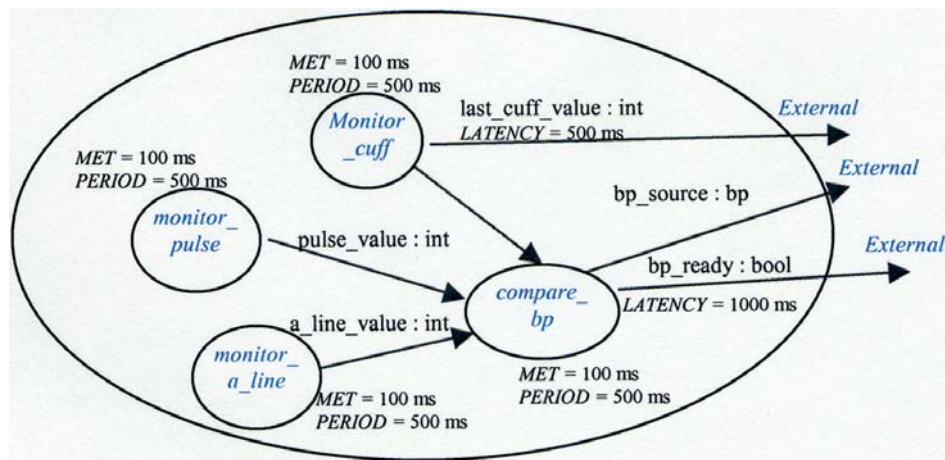 MET = 100 ms
PERIOD = 500 ms
Monitor
_cuff
last_cuff_value : int
LATENCY = 500 ms
External
MET = 100 ms
PERIOD = 500 ms
monitor_
pulse
pulse_value : int
bp_source : bp
External
bp_ready : bool
LATENCY = 1000 ms
External
compare_
bp
a_line_value : int
monitor_
a_line
MET = 100 ms
PERIOD = 500 ms
MET = 100 ms
PERIOD = 500 ms